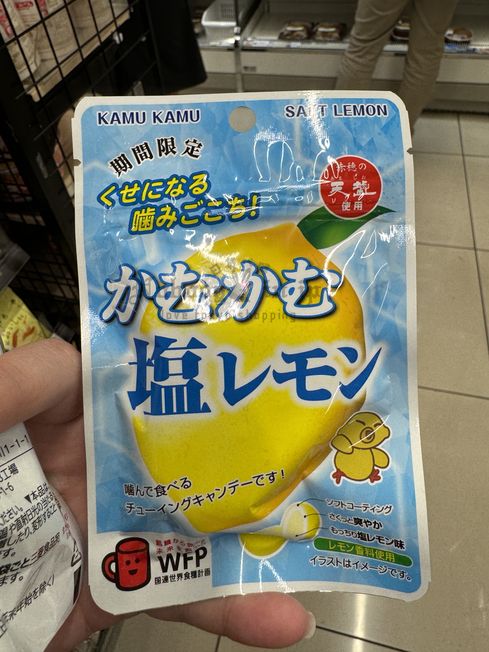 KAMU KAMU
SALT LEMON
期間限定
くせになる
噛みごこち!
赤穂の
天塩
使用
かむかむ
塩レモン
噛んで食べる
チューイングキャンデーです!
ソフトコーティング
さくっと爽やか
もっちり塩レモン味
レモン香料使用
イラストはイメージです。
WFP
国連世界食糧計画